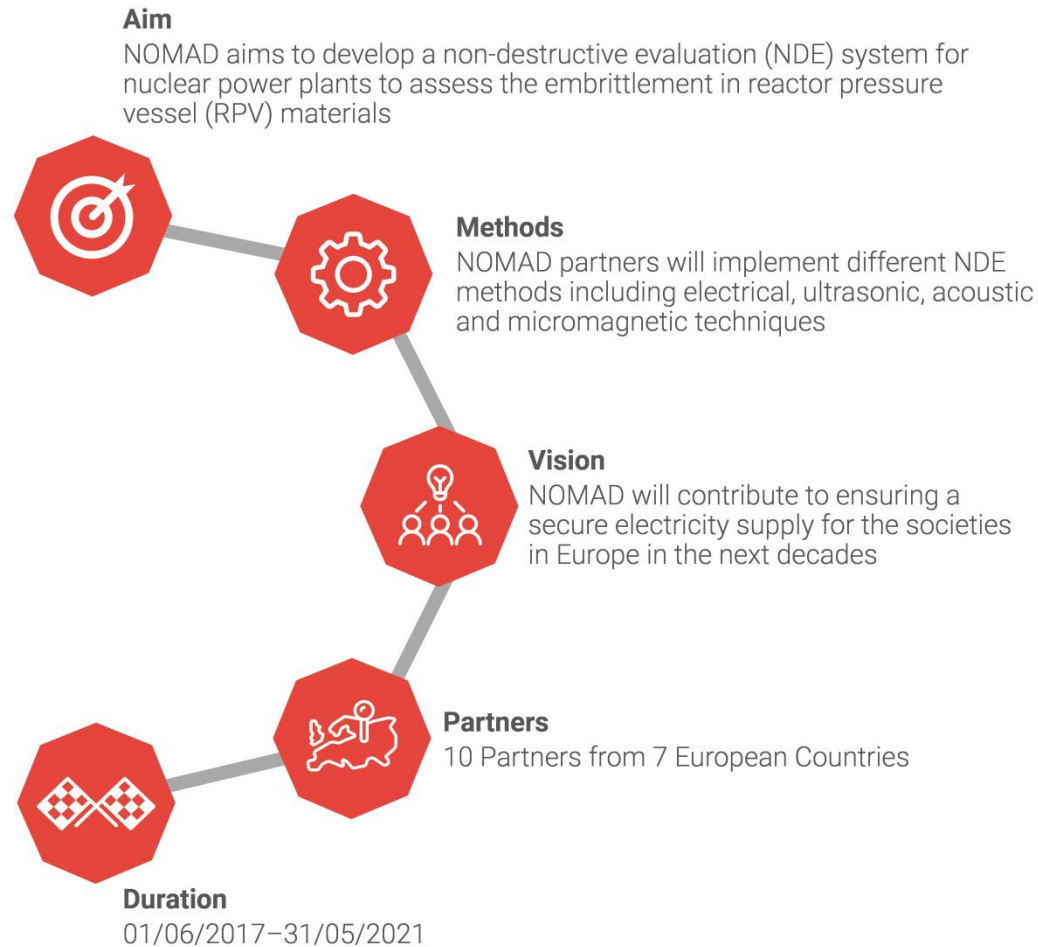 Aim
NOMAD aims to develop a non-destructive evaluation (NDE) system for
nuclear power plants to assess the embrittlement in reactor pressure
vessel (RPV) materials
Methods
NOMAD partners will implement different NDE
methods including electrical, ultrasonic, acoustic
and micromagnetic techniques
Vision
NOMAD will contribute to ensuring a
secure electricity supply for the societies
in Europe in the next decades
Partners
10 Partners from 7 European Countries
Duration
01/06/2017–31/05/2021